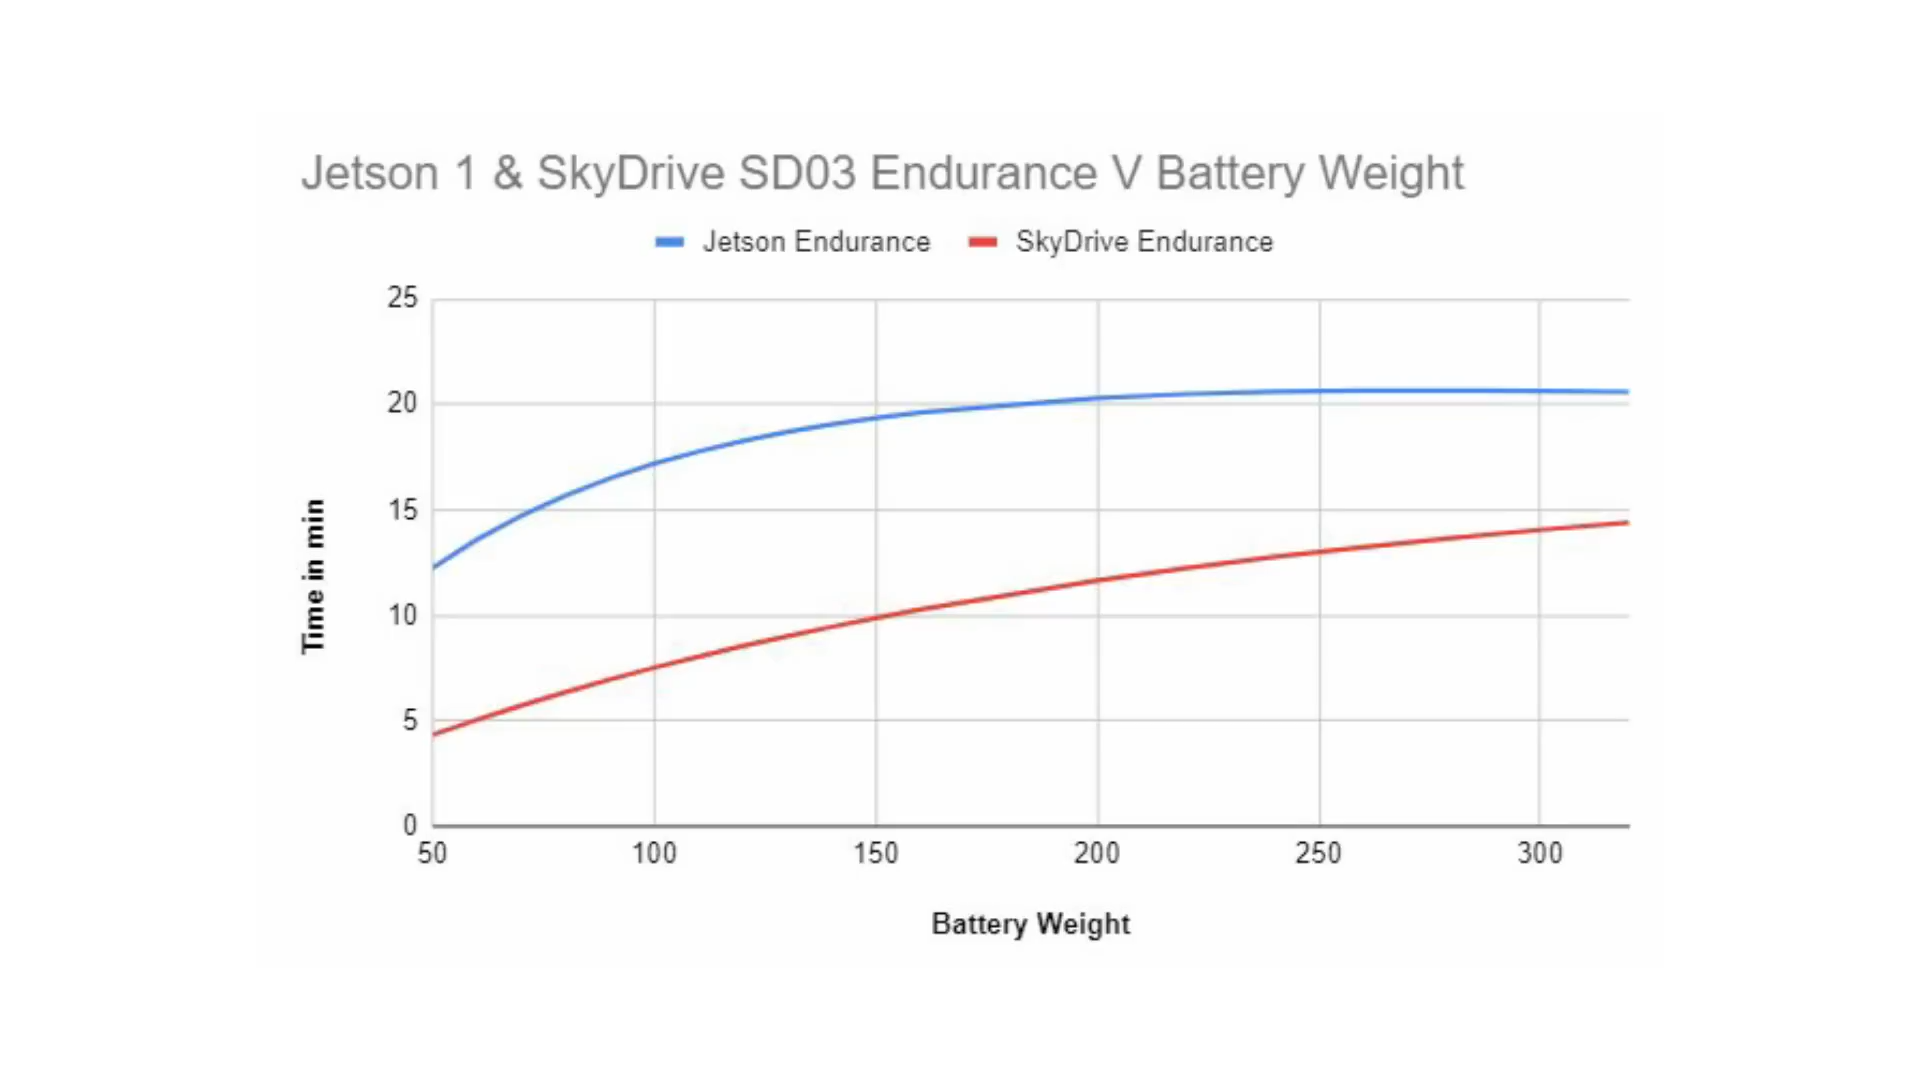 Jetson 1 & SkyDrive SD03 Endurance V Battery Weight
Jetson Endurance SkyDrive Endurance
25
20
15
10
5
0
Time in min
50 100 150 200 250 300
Battery Weight